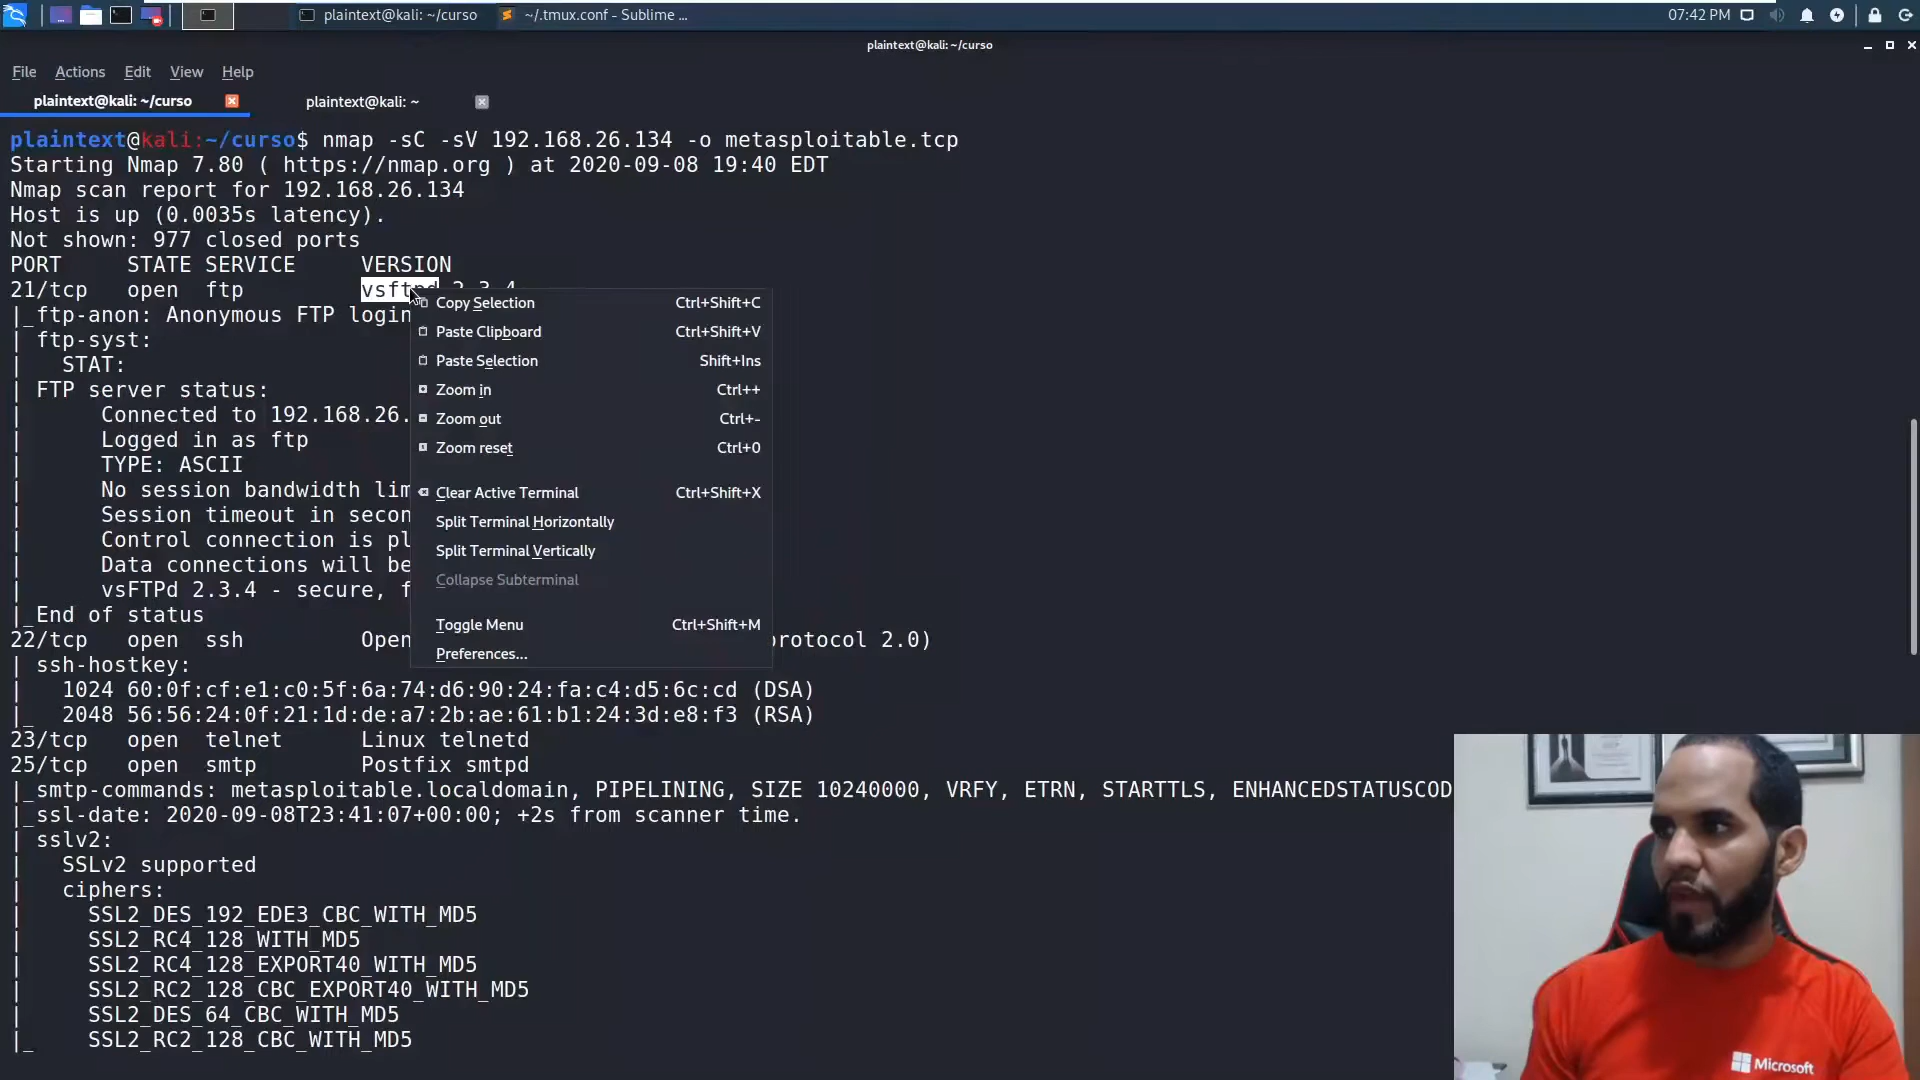 plaintext@kali: ~/curso
~/.tmux.conf - Sublime ...
07:42 PM
plaintext@kali: ~/curso
File Actions Edit View Help
plaintext@kali: ~/curso
plaintext@kali: ~
plaintext@kali:~/curso$ nmap -sC -sV 192.168.26.134 -o metasploitable.tcp
Starting Nmap 7.80 ( https://nmap.org ) at 2020-09-08 19:40 EDT
Nmap scan report for 192.168.26.134
Host is up (0.0035s latency).
Not shown: 977 closed ports
PORT STATE SERVICE VERSION
21/tcp open ftp vsftpd 2.3.4
|_ftp-anon: Anonymous FTP login
| ftp-syst:
| STAT:
| FTP server status:
| Connected to 192.168.26.
| Logged in as ftp
| TYPE: ASCII
| No session bandwidth lim
| Session timeout in secon
| Control connection is pl
| Data connections will be
| vsFTPd 2.3.4 - secure, f
|_End of status
22/tcp open ssh Open rotocol 2.0)
| ssh-hostkey:
| 1024 60:0f:cf:e1:c0:5f:6a:74:d6:90:24:fa:c4:d5:6c:cd (DSA)
|_ 2048 56:56:24:0f:21:1d:de:a7:2b:ae:61:b1:24:3d:e8:f3 (RSA)
23/tcp open telnet Linux telnetd
25/tcp open smtp Postfix smtpd
|_smtp-commands: metasploitable.localdomain, PIPELINING, SIZE 10240000, VRFY, ETRN, STARTTLS, ENHANCEDSTATUSCOD
|_ssl-date: 2020-09-08T23:41:07+00:00; +2s from scanner time.
| sslv2:
| SSLv2 supported
| ciphers:
| SSL2_DES_192_EDE3_CBC_WITH_MD5
| SSL2_RC4_128_WITH_MD5
| SSL2_RC4_128_EXPORT40_WITH_MD5
| SSL2_RC2_128_CBC_EXPORT40_WITH_MD5
| SSL2_DES_64_CBC_WITH_MD5
|_ SSL2_RC2_128_CBC_WITH_MD5
Copy Selection Ctrl+Shift+C
Paste Clipboard Ctrl+Shift+V
Paste Selection Shift+Ins
Zoom in Ctrl++
Zoom out Ctrl+-
Zoom reset Ctrl+0
Clear Active Terminal Ctrl+Shift+X
Split Terminal Horizontally
Split Terminal Vertically
Collapse Subterminal
Toggle Menu Ctrl+Shift+M
Preferences...
Microsoft